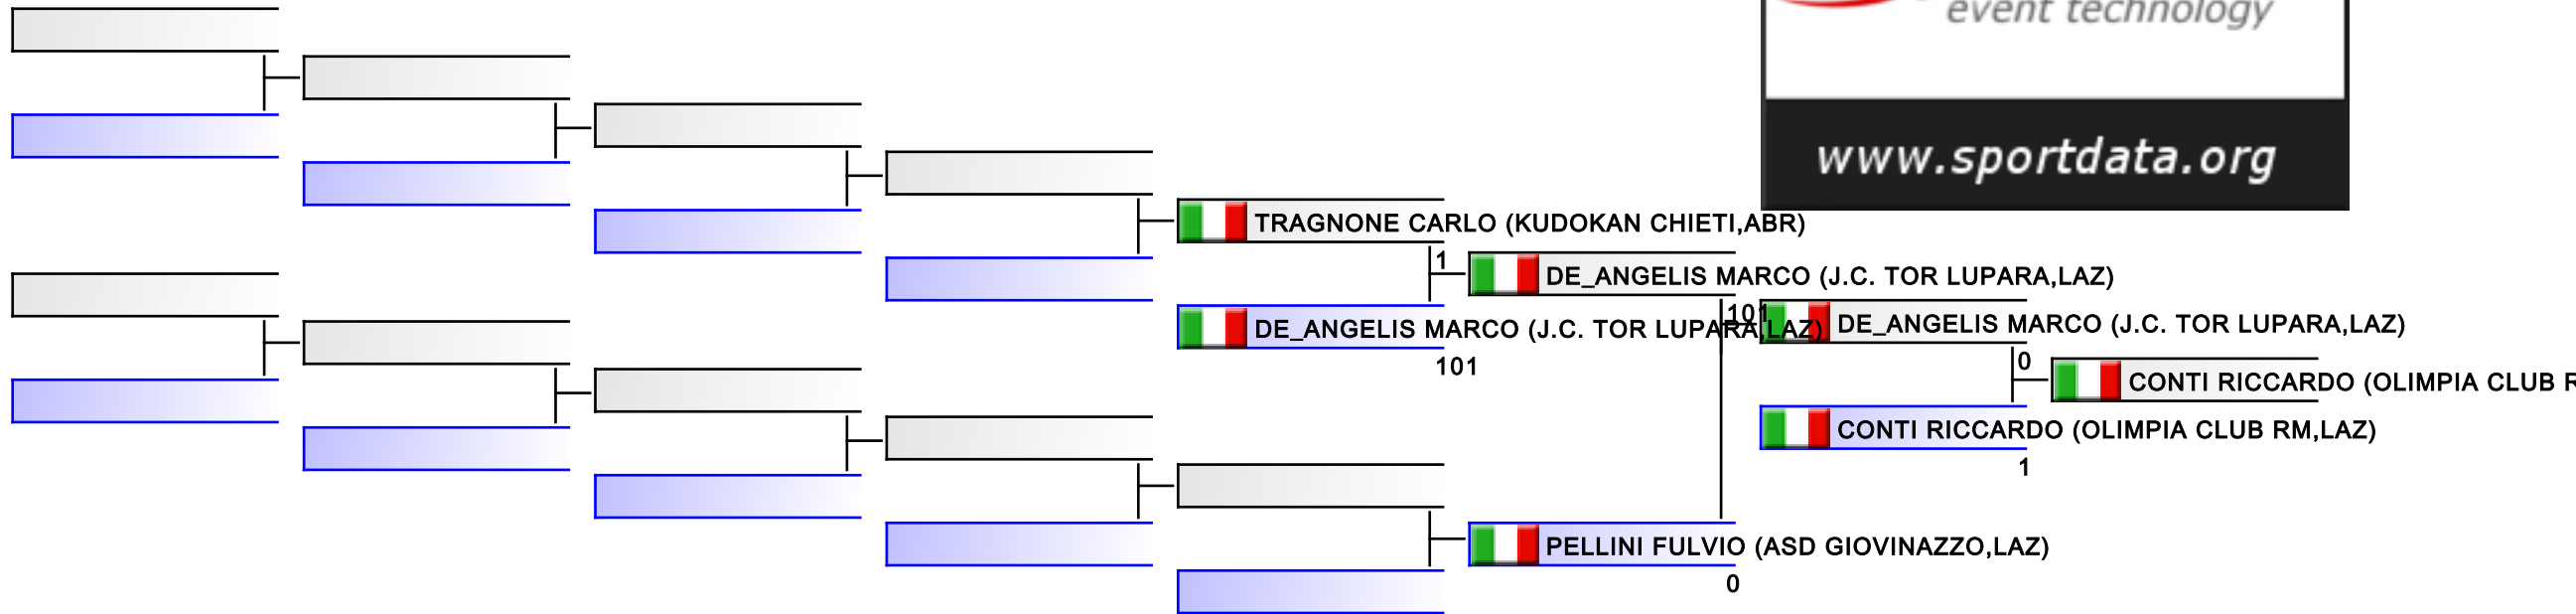 event technology
www.sportdata.org
TRAGNONE CARLO (KUDOKAN CHIETI,ABR)
1
DE_ANGELIS MARCO (J.C. TOR LUPARA,LAZ)
101
DE_ANGELIS MARCO (J.C. TOR LUPARA,LAZ)
DE_ANGELIS MARCO (J.C. TOR LUPARA,LAZ)
101
0
CONTI RICCARDO (OLIMPIA CLUB
CONTI RICCARDO (OLIMPIA CLUB RM,LAZ)
1
PELLINI FULVIO (ASD GIOVINAZZO,LAZ)
0